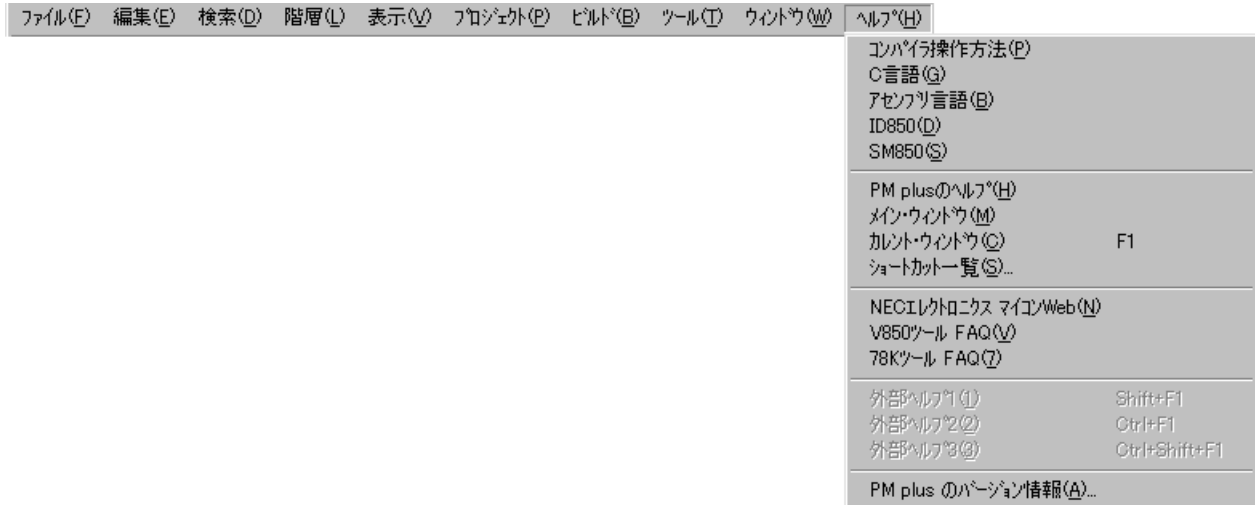 ファイル(F) 編集(E) 検索(D) 階層(L) 表示(V) プロジェクト(P) ビルド(B) ツール(T) ウィンドウ(W) ヘルプ(H)
コンパイラ操作方法(P)
C言語(G)
アセンブリ言語(B)
ID850(D)
SM850(S)
PM plusのヘルプ(H)
メイン・ウィンドウ(M)
カレント・ウィンドウ(C) F1
ショートカット一覧(S)...
NECエレクトロニクス マイコンWeb(N)
V850ツール FAQ(V)
78Kツール FAQ(7)
外部ヘルプ1(1) Shift+F1
外部ヘルプ2(2) Ctrl+F1
外部ヘルプ3(3) Ctrl+Shift+F1
PM plus のバージョン情報(A)...